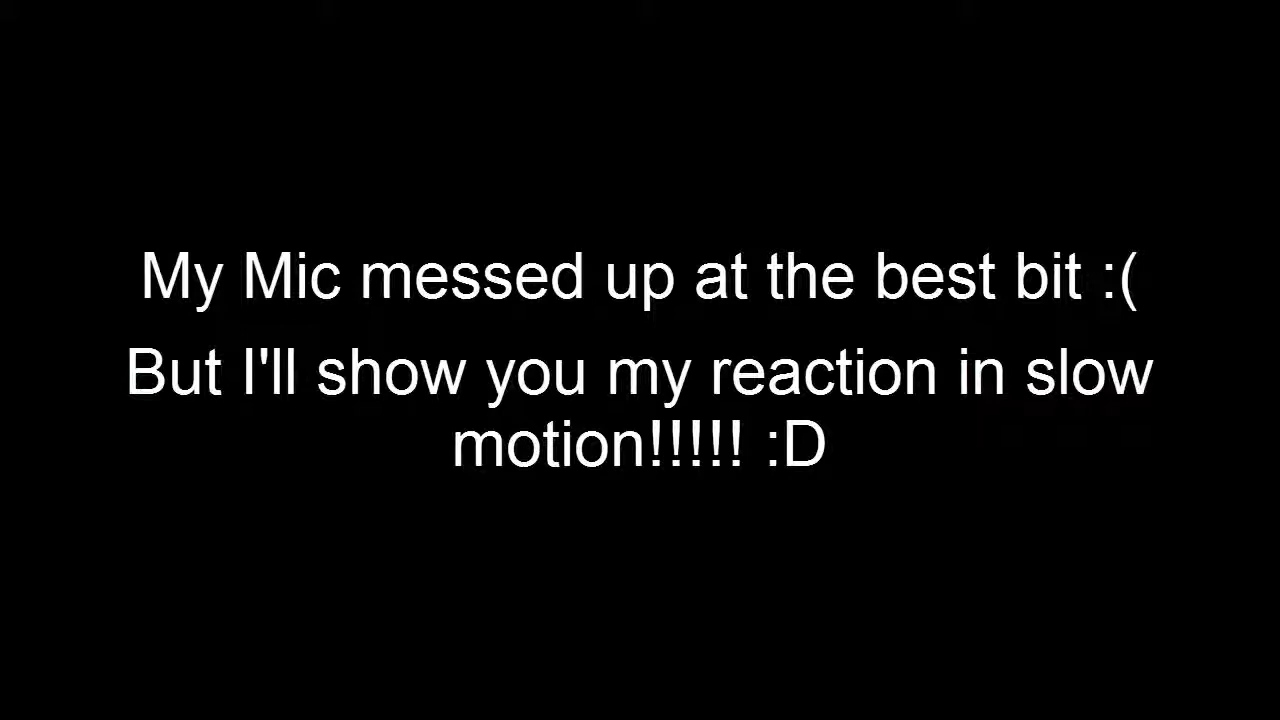 My Mic messed up at the best bit :(
But I'll show you my reaction in slow
motion!!!!! :D